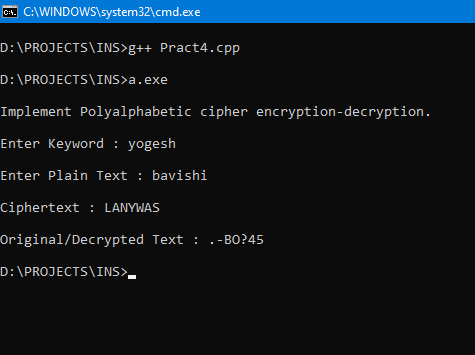 C:\WINDOWS\system32\cmd.exe
D:\PROJECTS\INS>g++ Pract4.cpp
D:\PROJECTS\INS>a.exe
Implement Polyalphabetic cipher encryption-decryption.
Enter Keyword : yogesh
Enter Plain Text : bavishi
Ciphertext : LANYWAS
Original/Decrypted Text : .-BO?45
D:\PROJECTS\INS>